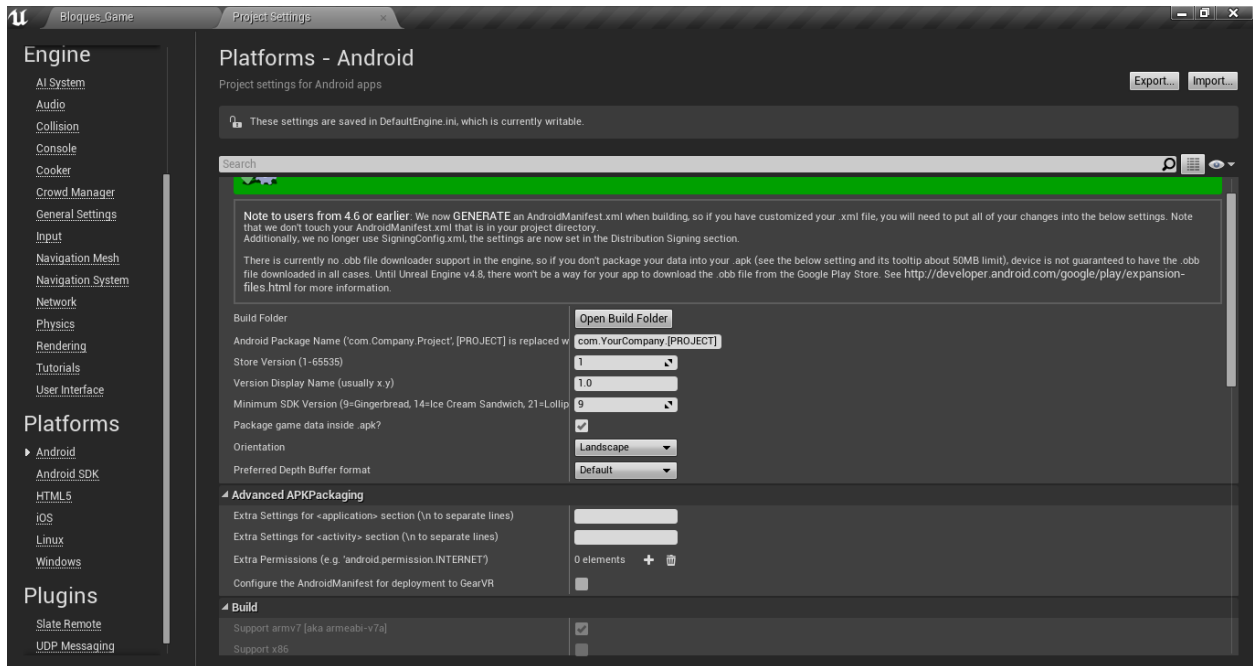 Bloques_Game
Project Settings
Engine
AI System
Audio
Collision
Console
Cooker
Crowd Manager
General Settings
Input
Navigation Mesh
Navigation System
Network
Physics
Rendering
Tutorials
User Interface
Platforms
Android
Android SDK
HTML5
iOS
Linux
Windows
Plugins
Slate Remote
UDP Messaging
Platforms - Android
Project settings for Android apps
Export...
Import...
These settings are saved in DefaultEngine.ini, which is currently writable.
Search
Note to users from 4.6 or earlier: We now GENERATE an AndroidManifest.xml when building, so if you have customized your .xml file, you will need to put all of your changes into the below settings. Note
that we don't touch your AndroidManifest.xml that is in your project directory.
Additionally, we no longer use SigningConfig.xml, the settings are now set in the Distribution Signing section.
There is currently no .obb file downloader support in the engine, so if you don't package your data into your .apk (see the below setting and its tooltip about 50MB limit), device is not guaranteed to have the .obb
file downloaded in all cases. Until Unreal Engine v4.8, there won't be a way for your app to download the .obb file from the Google Play Store. See http://developer.android.com/google/play/expansion-
files.html for more information.
Build Folder
Open Build Folder
Android Package Name ('com.Company.Project', [PROJECT] is replaced w
com.YourCompany.[PROJECT]
Store Version (1-65535)
1
Version Display Name (usually x.y)
1.0
Minimum SDK Version (9=Gingerbread, 14=Ice Cream Sandwich, 21=Lollip
9
Package game data inside .apk?
Orientation
Landscape
Preferred Depth Buffer format
Default
Advanced APKPackaging
Extra Settings for <application> section (\n to separate lines)
Extra Settings for <activity> section (\n to separate lines)
Extra Permissions (e.g. 'android.permission.INTERNET')
0 elements
Configure the AndroidManifest for deployment to GearVR
Build
Support armv7 [aka armeabi-v7a]
Support x86